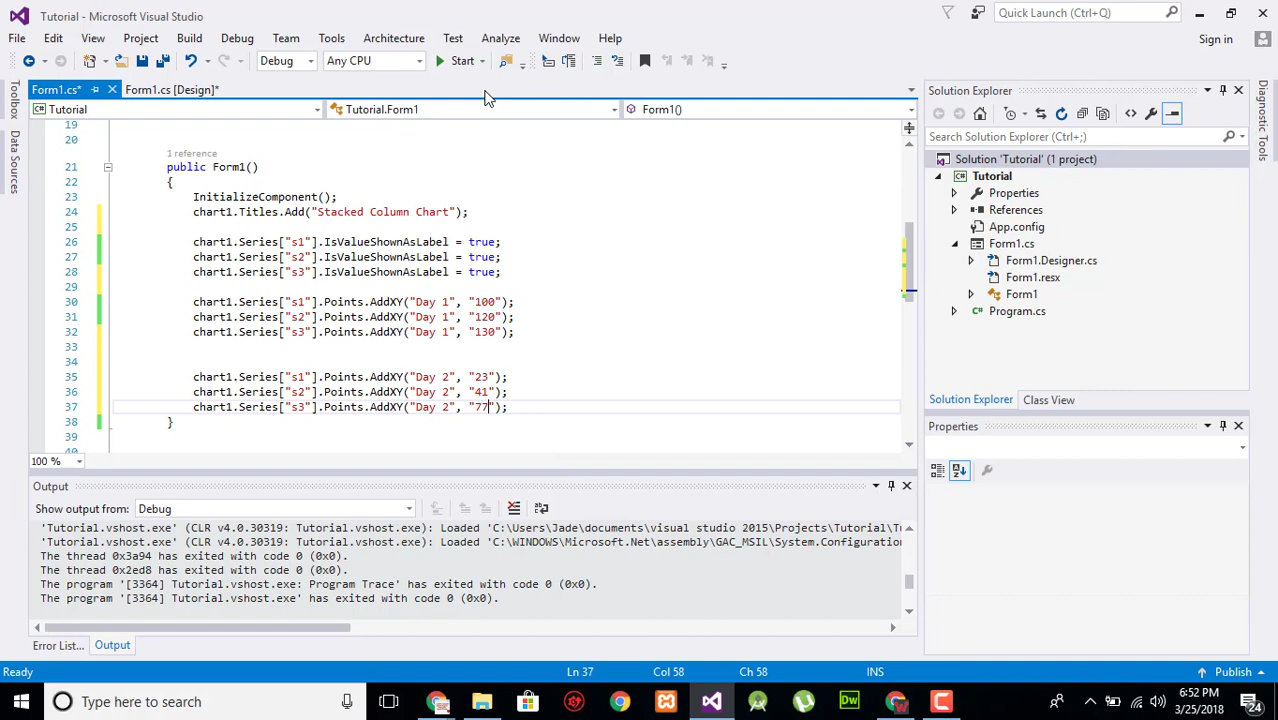 Tutorial - Microsoft Visual Studio
Quick Launch (Ctrl+Q)
File Edit View Project Build Debug Team Tools Architecture Test Analyze Window Help
Sign in
Debug Any CPU Start
Form1.cs* Form1.cs [Design]*
Toolbox
Data Sources
Tutorial Tutorial.Form1 Form1()
19
20
1 reference
21 public Form1()
22 {
23 InitializeComponent();
24 chart1.Titles.Add("Stacked Column Chart");
25
26 chart1.Series["s1"].IsValueShownAsLabel = true;
27 chart1.Series["s2"].IsValueShownAsLabel = true;
28 chart1.Series["s3"].IsValueShownAsLabel = true;
29
30 chart1.Series["s1"].Points.AddXY("Day 1", "100");
31 chart1.Series["s2"].Points.AddXY("Day 1", "120");
32 chart1.Series["s3"].Points.AddXY("Day 1", "130");
33
34
35 chart1.Series["s1"].Points.AddXY("Day 2", "23");
36 chart1.Series["s2"].Points.AddXY("Day 2", "41");
37 chart1.Series["s3"].Points.AddXY("Day 2", "77");
38 }
39
40
100 %
Output
Show output from: Debug
'Tutorial.vshost.exe' (CLR v4.0.30319: Tutorial.vshost.exe): Loaded 'C:\Users\Jade\documents\visual studio 2015\Projects\Tutorial\Tu
'Tutorial.vshost.exe' (CLR v4.0.30319: Tutorial.vshost.exe): Loaded 'C:\WINDOWS\Microsoft.Net\assembly\GAC_MSIL\System.Configuration
The thread 0x3a94 has exited with code 0 (0x0).
The thread 0x2ed8 has exited with code 0 (0x0).
The program '[3364] Tutorial.vshost.exe: Program Trace' has exited with code 0 (0x0).
The program '[3364] Tutorial.vshost.exe' has exited with code 0 (0x0).
Error List... Output
Solution Explorer
Search Solution Explorer (Ctrl+;)
Solution 'Tutorial' (1 project)
Tutorial
Properties
References
App.config
Form1.cs
Form1.Designer.cs
Form1.resx
Form1
Program.cs
Solution Explorer Class View
Properties
Diagnostic Tools
Ready Ln 37 Col 58 Ch 58 INS Publish
Type here to search
Dw
W
6:52 PM
3/25/2018
24